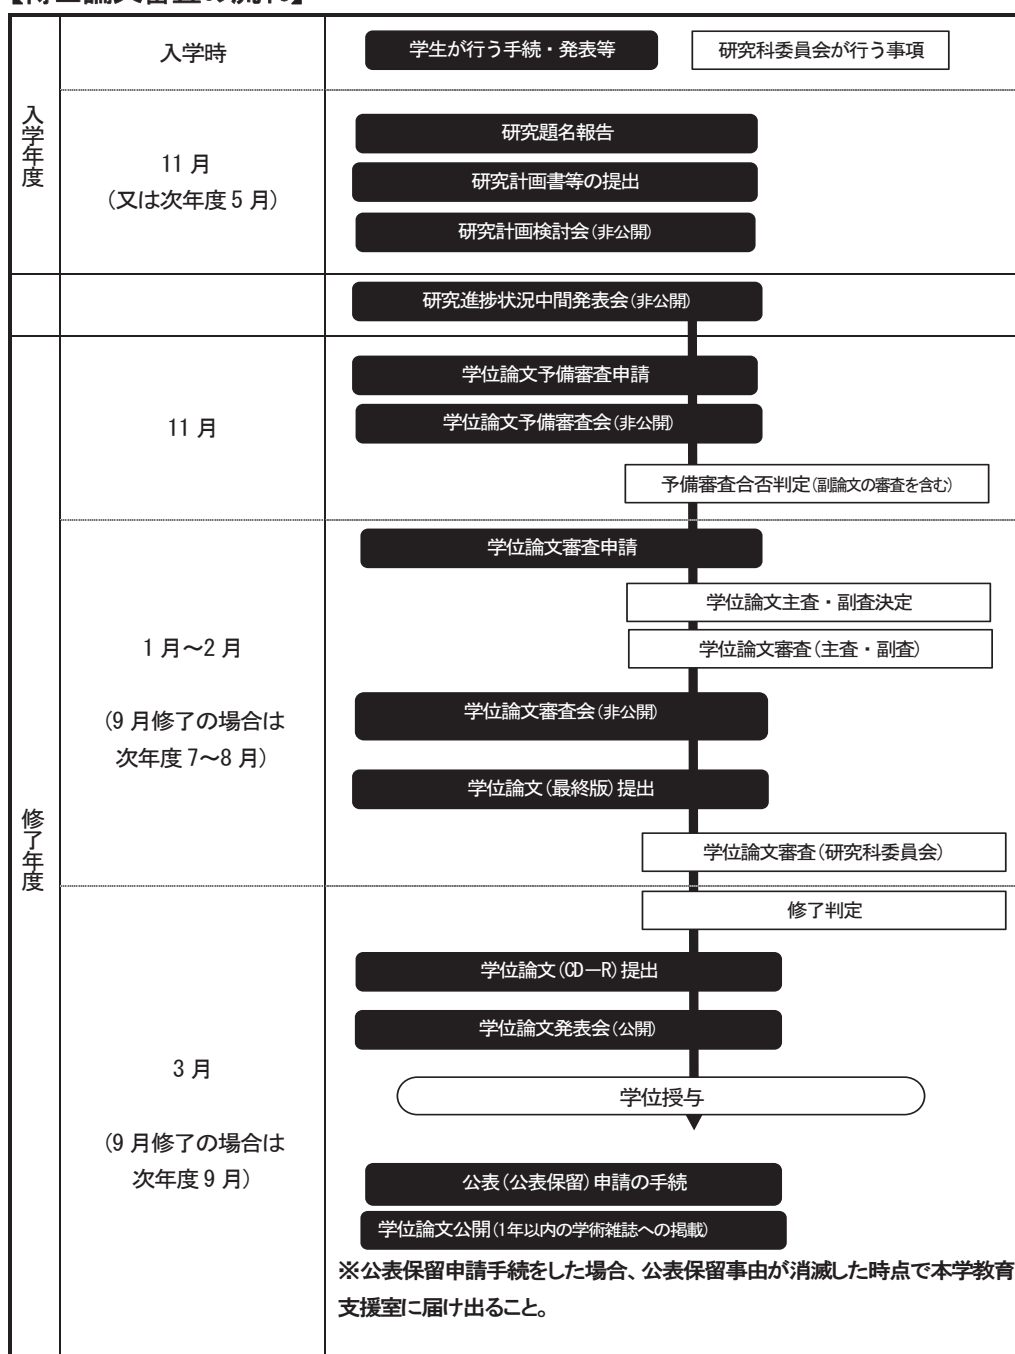 入学年度
入学時
学生が行う手続・発表等
研究科委員会が行う事項
11 月
（又は次年度 5 月）
研究題名報告
研究計画書等の提出
研究計画検討会（非公開）
研究進捗状況中間発表会（非公開）
修了年度
11 月
学位論文予備審査申請
学位論文予備審査会（非公開）
予備審査合否判定（副論文の審査を含む）
1 月～2 月
（9 月修了の場合は
次年度 7～8 月）
学位論文審査申請
学位論文主査・副査決定
学位論文審査（主査・副査）
学位論文審査会（非公開）
学位論文（最終版）提出
学位論文審査（研究科委員会）
3 月
（9 月修了の場合は
次年度 9 月）
修了判定
学位論文（CD－R）提出
学位論文発表会（公開）
学位授与
公表（公表保留）申請の手続
学位論文公開（1年以内の学術雑誌への掲載）
※公表保留申請手続をした場合、公表保留事由が消滅した時点で本学教育
支援室に届け出ること。